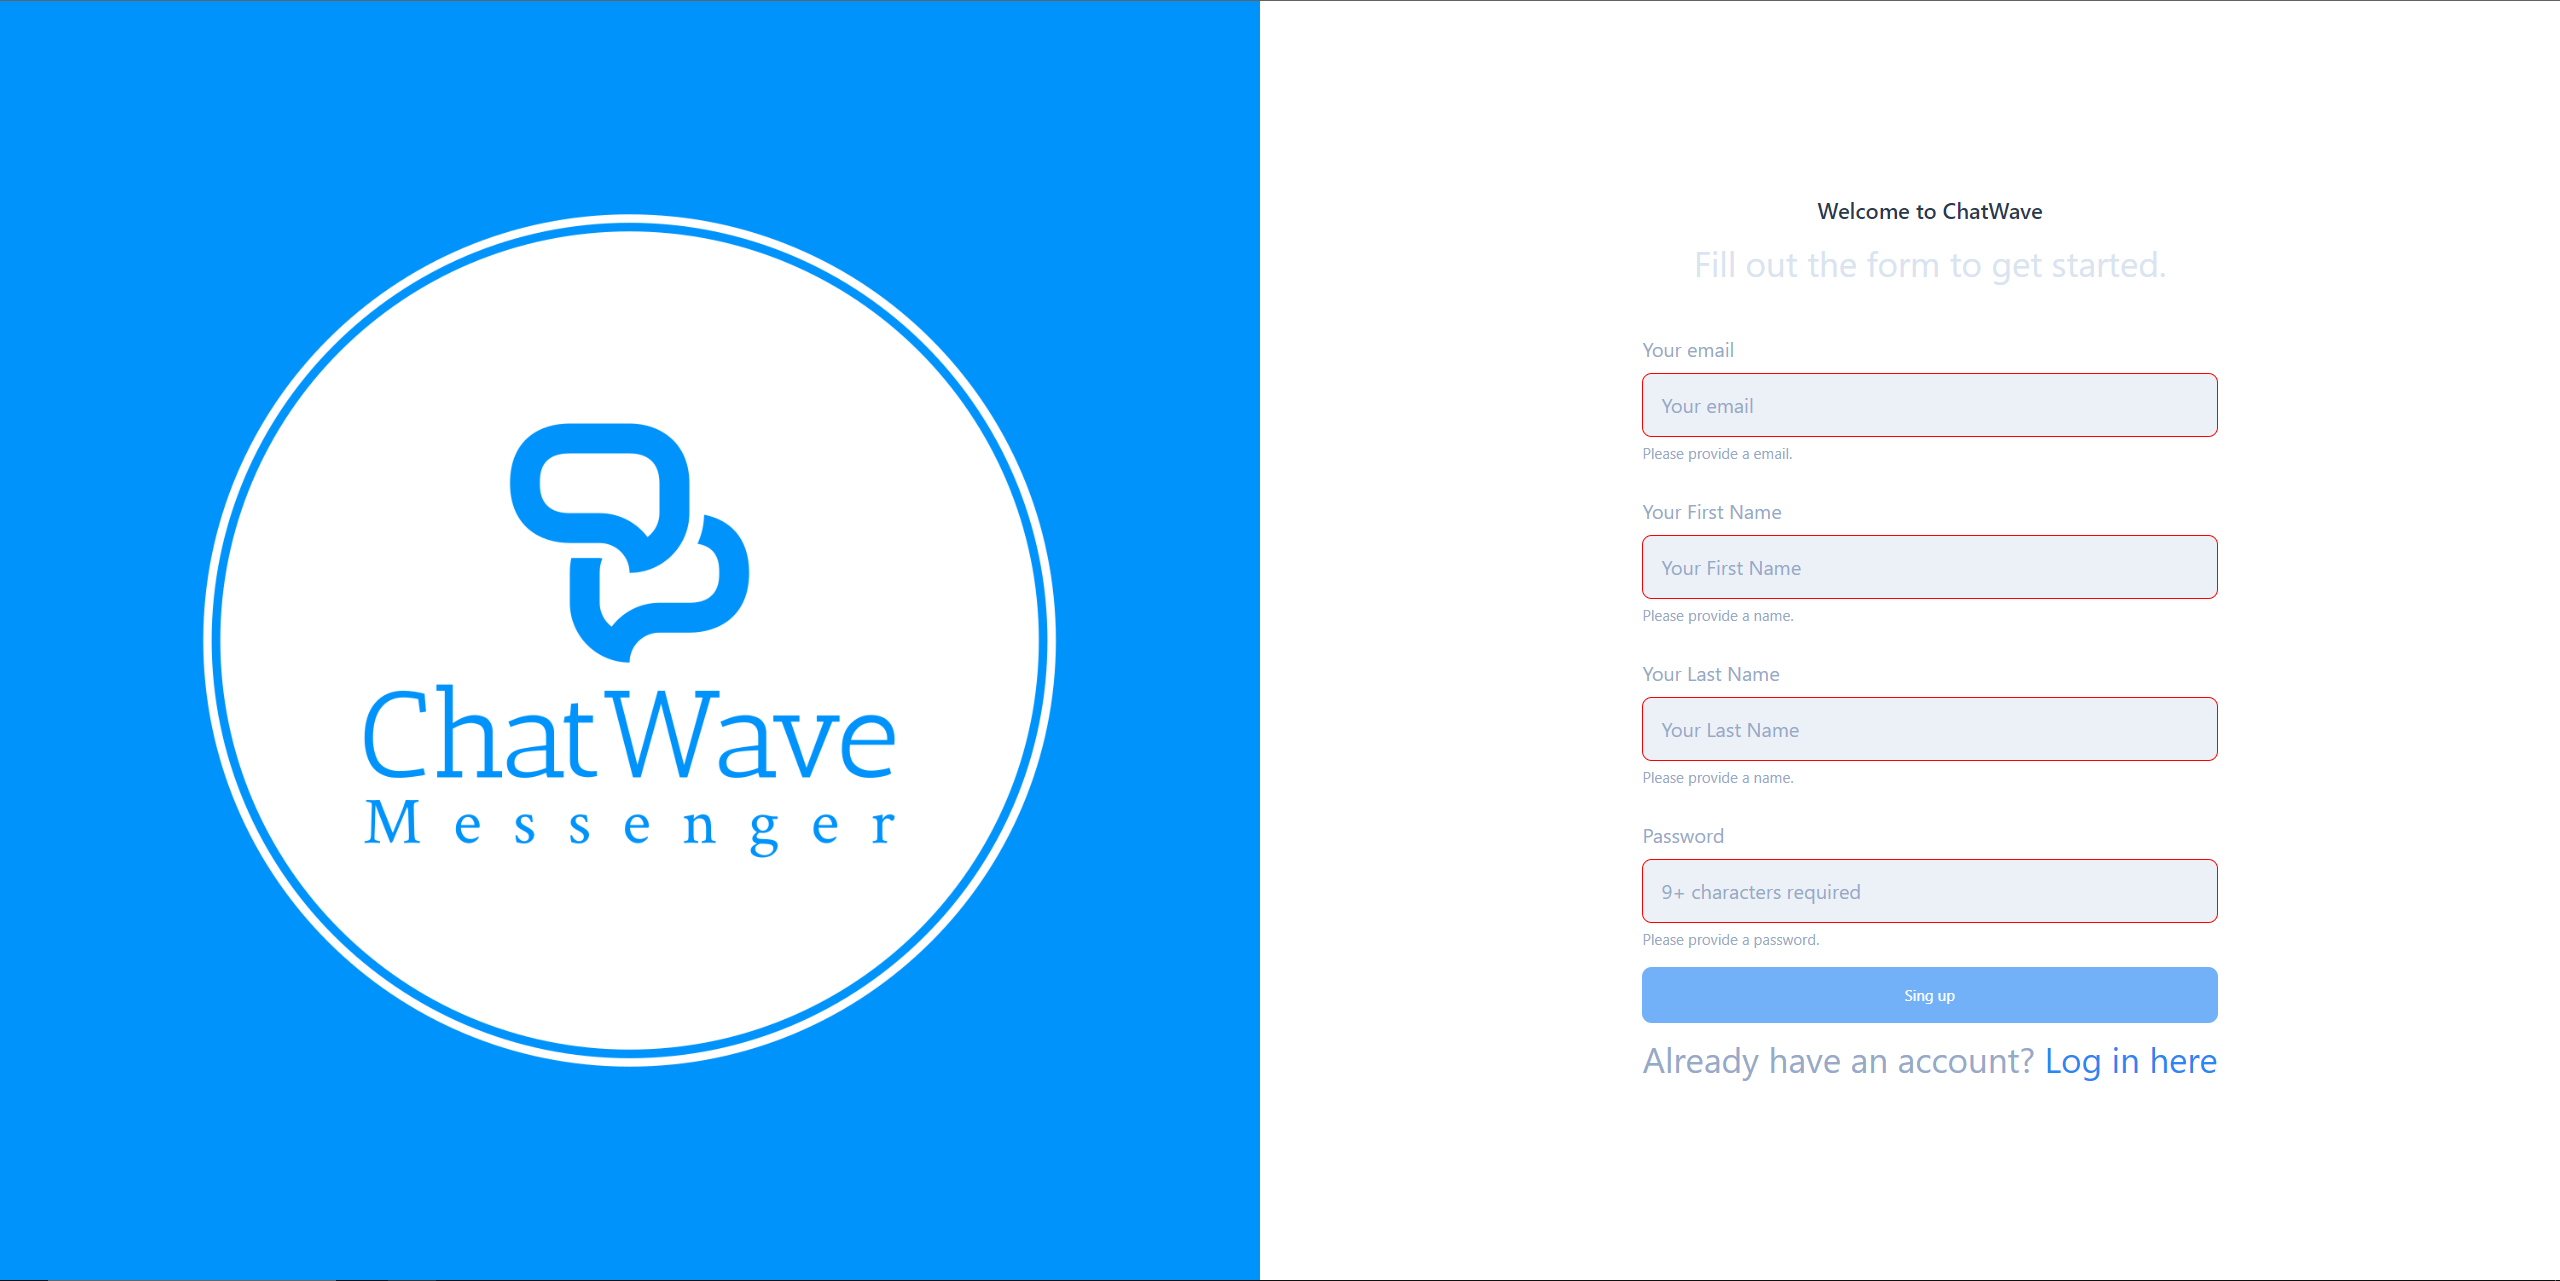 ChatWave
Messenger
Welcome to ChatWave
Fill out the form to get started.
Your email
Your email
Please provide a email.
Your First Name
Your First Name
Please provide a name.
Your Last Name
Your Last Name
Please provide a name.
Password
9+ characters required
Please provide a password.
Sing up
Already have an account? Log in here